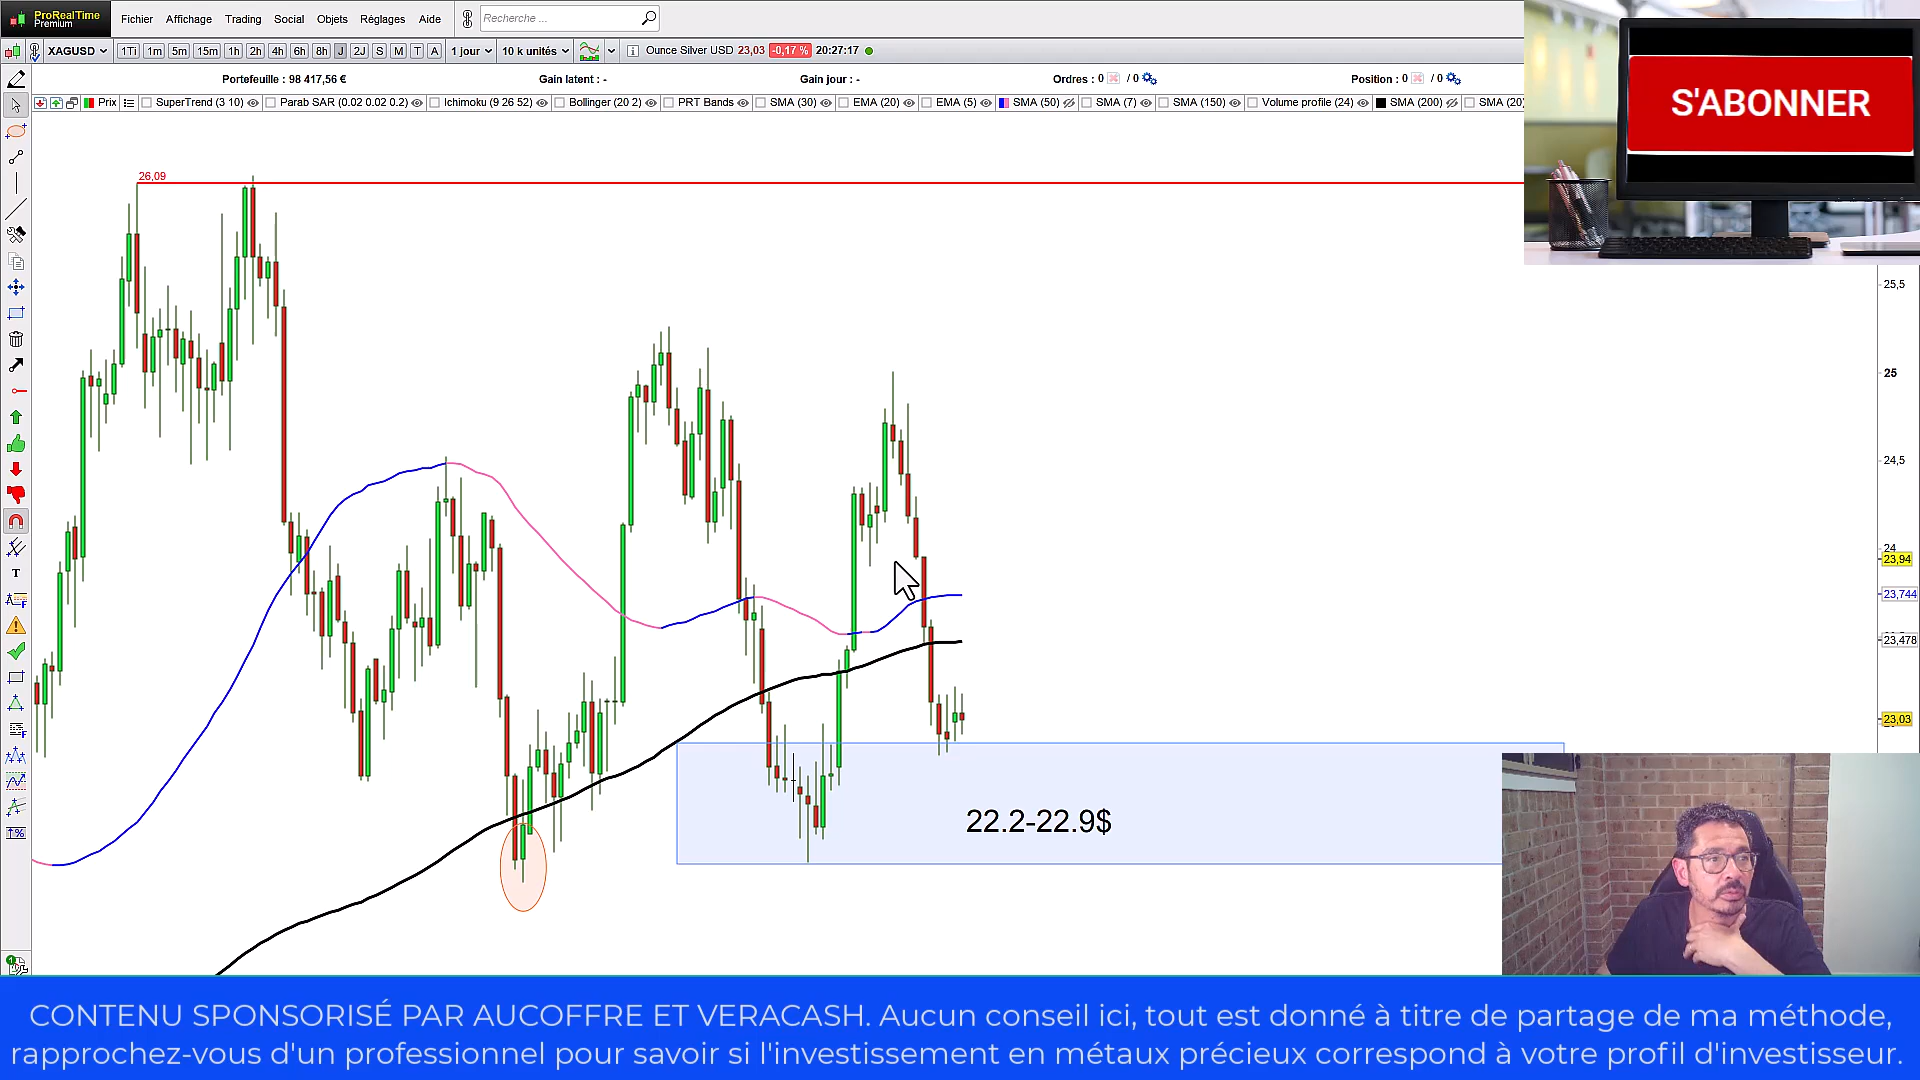 ProRealTime
Premium
Fichier Affichage Trading Social Objets Réglages Aide Recherche ...
XAGUSD 1Ti 1m 5m 15m 1h 2h 4h 6h 8h J 2J S M T A 1 jour 10 k unités Ounce Silver USD 23,03 -0,17 % 20:27:17
Portefeuille : 98 417,56 € Gain latent : - Gain jour : - Ordres : 0 / 0 Position : 0 / 0
Prix SuperTrend (3 10) Parab SAR (0.02 0.02 0.2) Ichimoku (9 26 52) Bollinger (20 2) PRT Bands SMA (30) EMA (20) EMA (5) SMA (50) SMA (7) SMA (150) Volume profile (24) SMA (200) SMA (20)
S'ABONNER
26,09
25,5
25
24,5
24
23,94
23,744
23,478
23,03
22.2-22.9$
CONTENU SPONSORISÉ PAR AUCOFFRE ET VERACASH. Aucun conseil ici, tout est donné à titre de partage de ma méthode,
rapprochez-vous d'un professionnel pour savoir si l'investissement en métaux précieux correspond à votre profil d'investisseur.